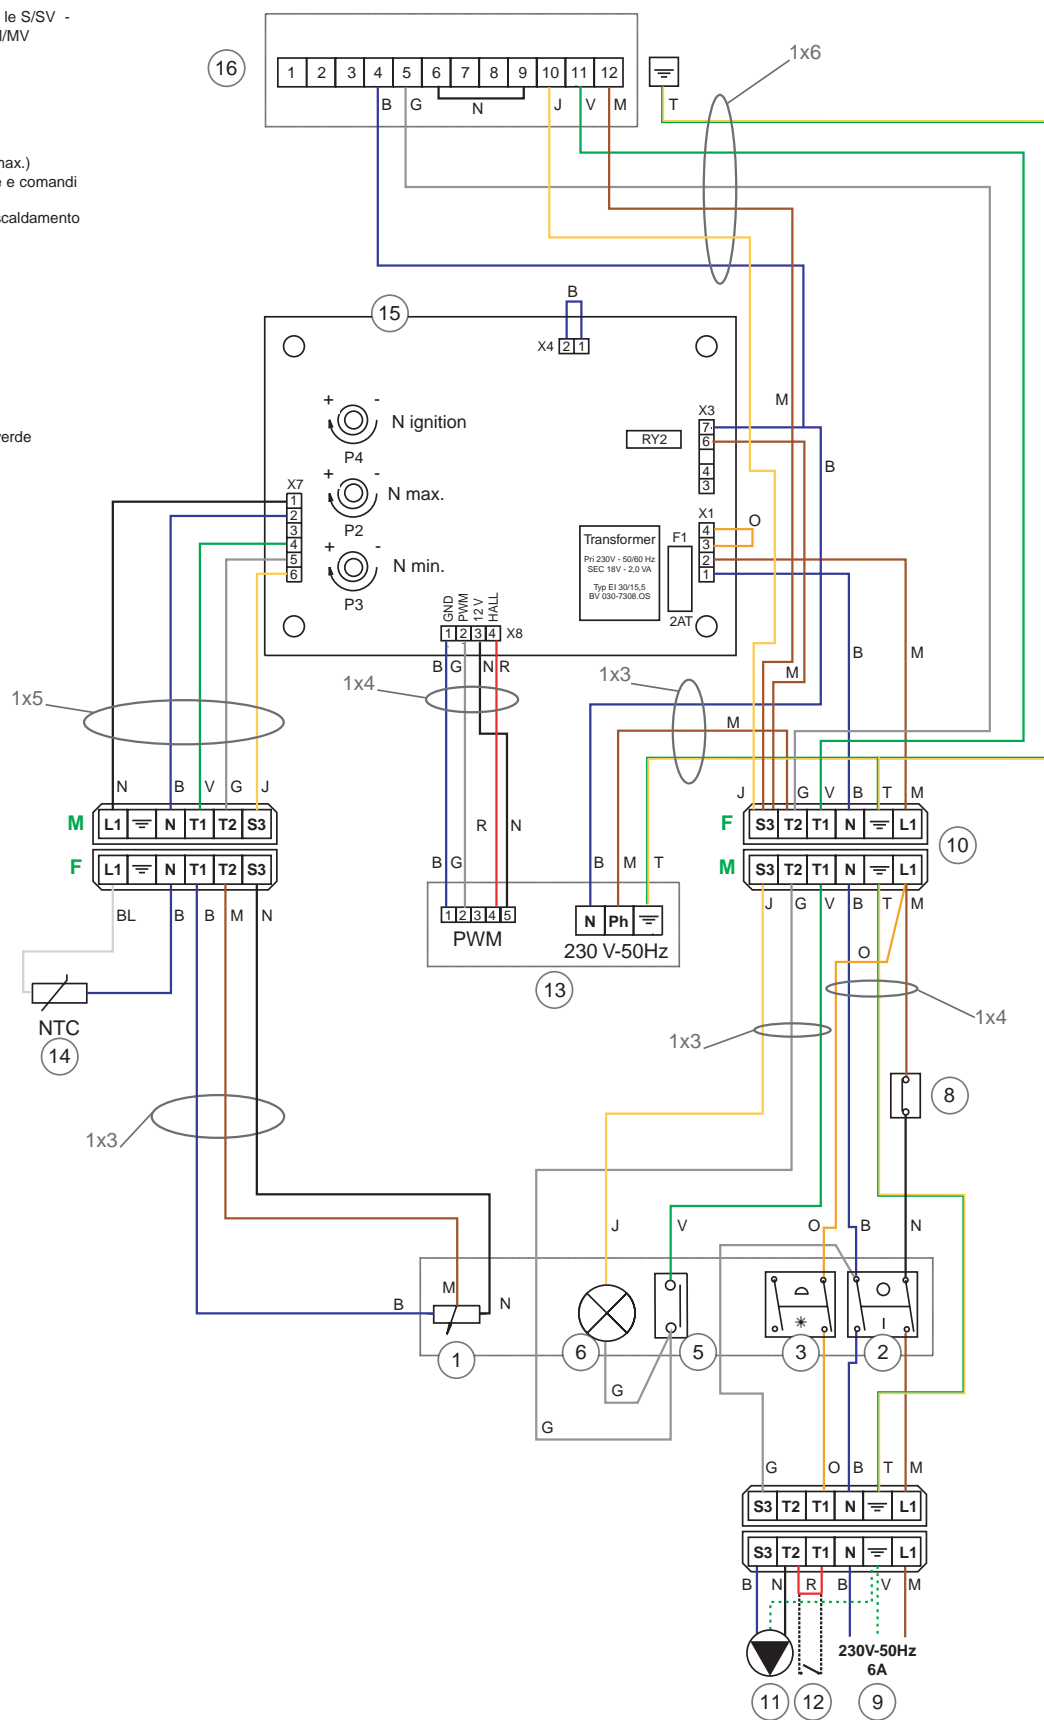 le S/SV -
/MV
max.)
e comandi
scaldamento
verde
16
1 2 3 4 5 6 7 8 9 10 11 12
B G N J V M
T
1x6
15
B
X4 2 1
+ -
N ignition
P4
+ -
N max.
P2
+ -
N min.
P3
X7
1
2
3
4
5
6
RY2
X3
7
6
4
3
M
B
X1
4
3
2
1
O
Transformer
Pri 230V - 50/60 Hz
SEC 18V - 2,0 VA
Typ EI 30/15,5
BV 030-7308.OS
F1
2AT
GND PWM 12 V HALL
1 2 3 4 X8
B G N R
B M
1x5
1x4
1x3
M
M
N B V G J
R N
J G V B T M
M L1 N T1 T2 S3
F S3 T2 T1 N L1
10
F L1 N T1 T2 S3
M S3 T2 T1 N L1
BL B B M N
B G
B M T
J G V B T M
1 2 3 4 5
PWM
N Ph
230 V-50Hz
13
O
NTC
14
1x3
1x4
8
1x3
J V O B N
M
B N
1
6
5
3
2
O
I
G
G
G O B T M
S3 T2 T1 N L1
S3 T2 T1 N L1
B N R B V M
230V-50Hz
6A
11 12 9